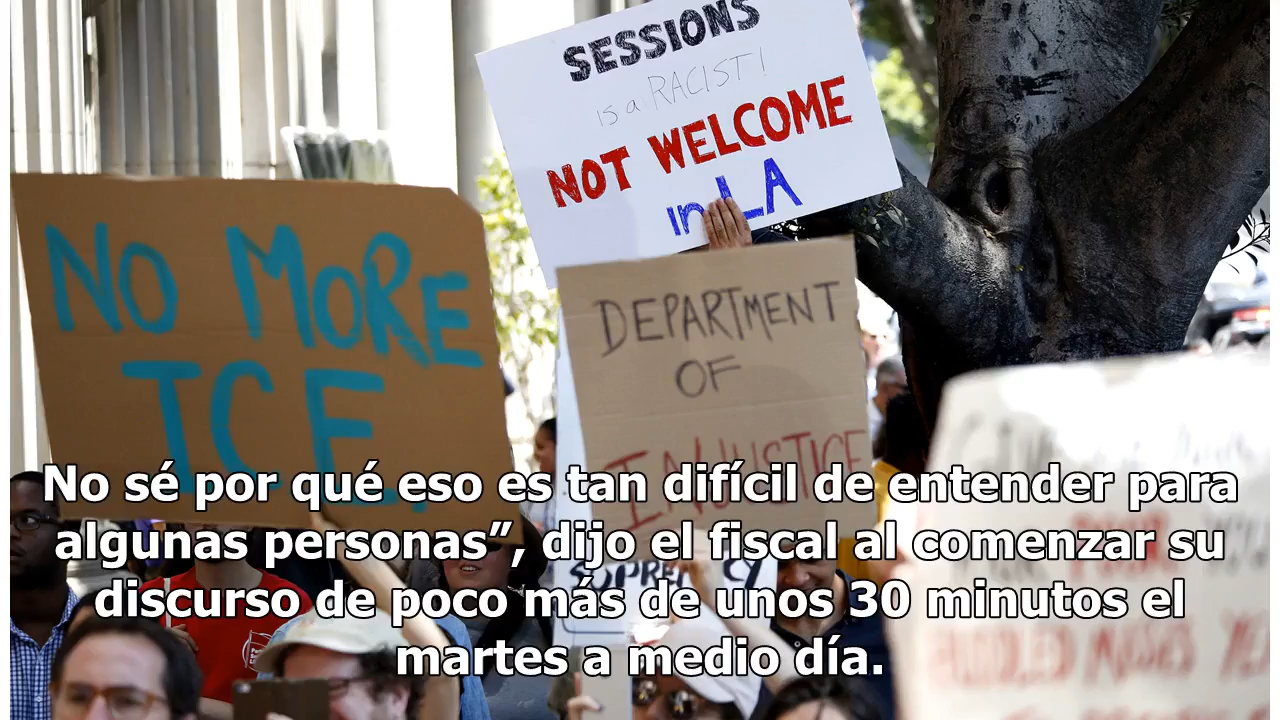 SESSIONS
is a RACIST!
NOT WELCOME
in LA
NO MORE
ICE
DEPARTMENT
OF
INJUSTICE
No sé por qué eso es tan difícil de entender para
algunas personas”, dijo el fiscal al comenzar su
discurso de poco más de unos 30 minutos el
martes a medio día.